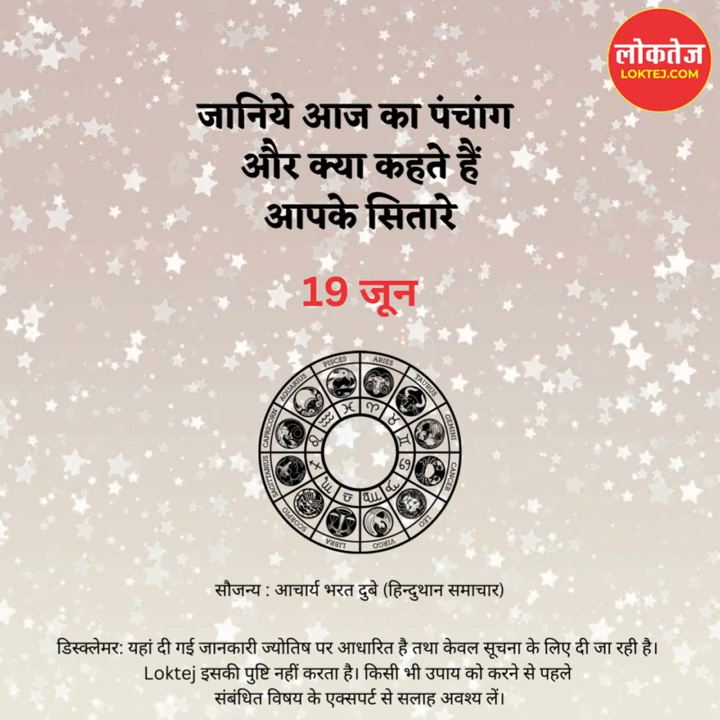 लोकतेज
LOKTEJ.COM
जानिये आज का पंचांग
और क्या कहते हैं
आपके सितारे
19 जून
PISCES
ARIES
AQUARIUS
TAURUS
CAPRICORN
GEMINI
SAGITTARIUS
CANCER
SCORPIO
LEO
LIBRA
VIRGO
सौजन्य : आचार्य भरत दुबे (हिन्दुथान समाचार)
डिस्क्लेमर: यहां दी गई जानकारी ज्योतिष पर आधारित है तथा केवल सूचना के लिए दी जा रही है।
Loktej इसकी पुष्टि नहीं करता है। किसी भी उपाय को करने से पहले
संबंधित विषय के एक्सपर्ट से सलाह अवश्य लें।